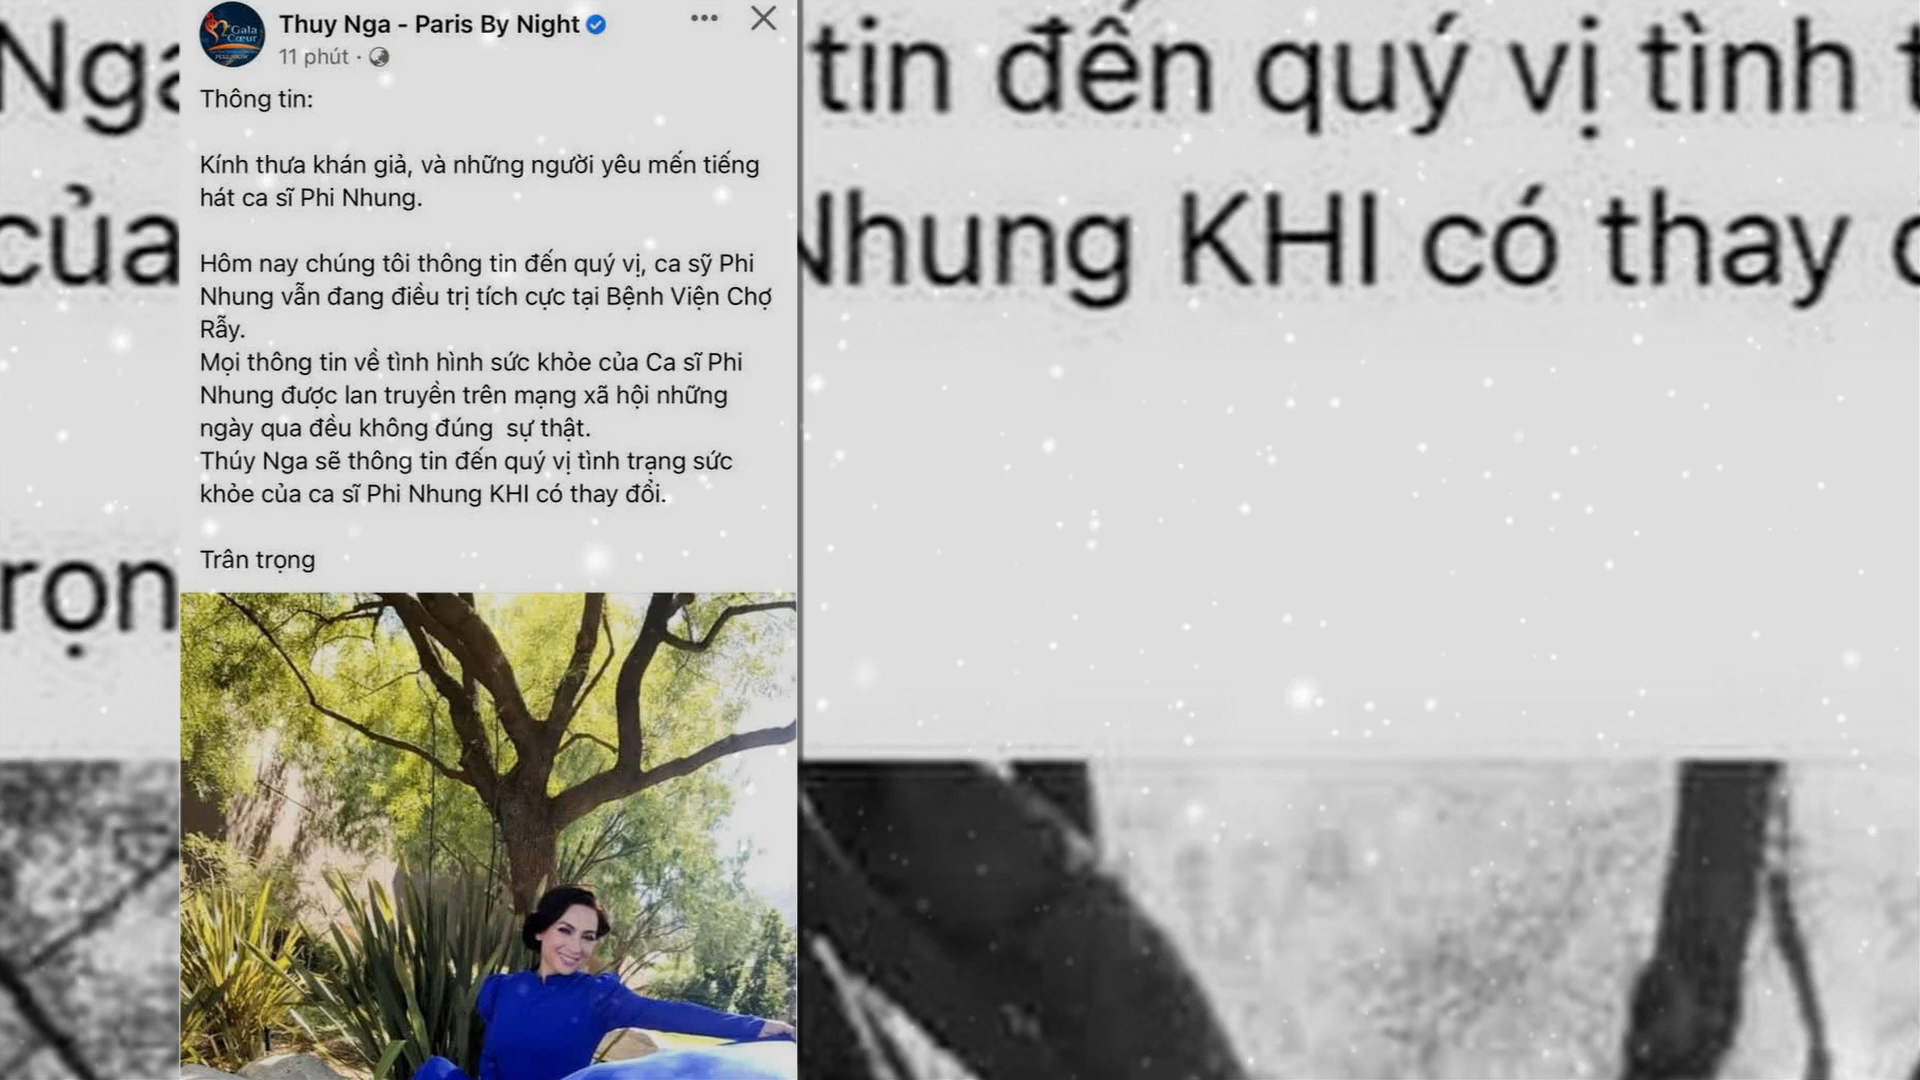 Gala
Cœur
Thuy Nga - Paris By Night
11 phút ·
Thông tin:
Kính thưa khán giả, và những người yêu mến tiếng
hát ca sĩ Phi Nhung.
Hôm nay chúng tôi thông tin đến quý vị, ca sỹ Phi
Nhung vẫn đang điều trị tích cực tại Bệnh Viện Chợ
Rẫy.
Mọi thông tin về tình hình sức khỏe của Ca sĩ Phi
Nhung được lan truyền trên mạng xã hội những
ngày qua đều không đúng  sự thật.
Thúy Nga sẽ thông tin đến quý vị tình trạng sức
khỏe của ca sĩ Phi Nhung KHI có thay đổi.
Trân trọng
Nga
của
rọn
tin đến quý vị tình t
Nhung KHI có thay